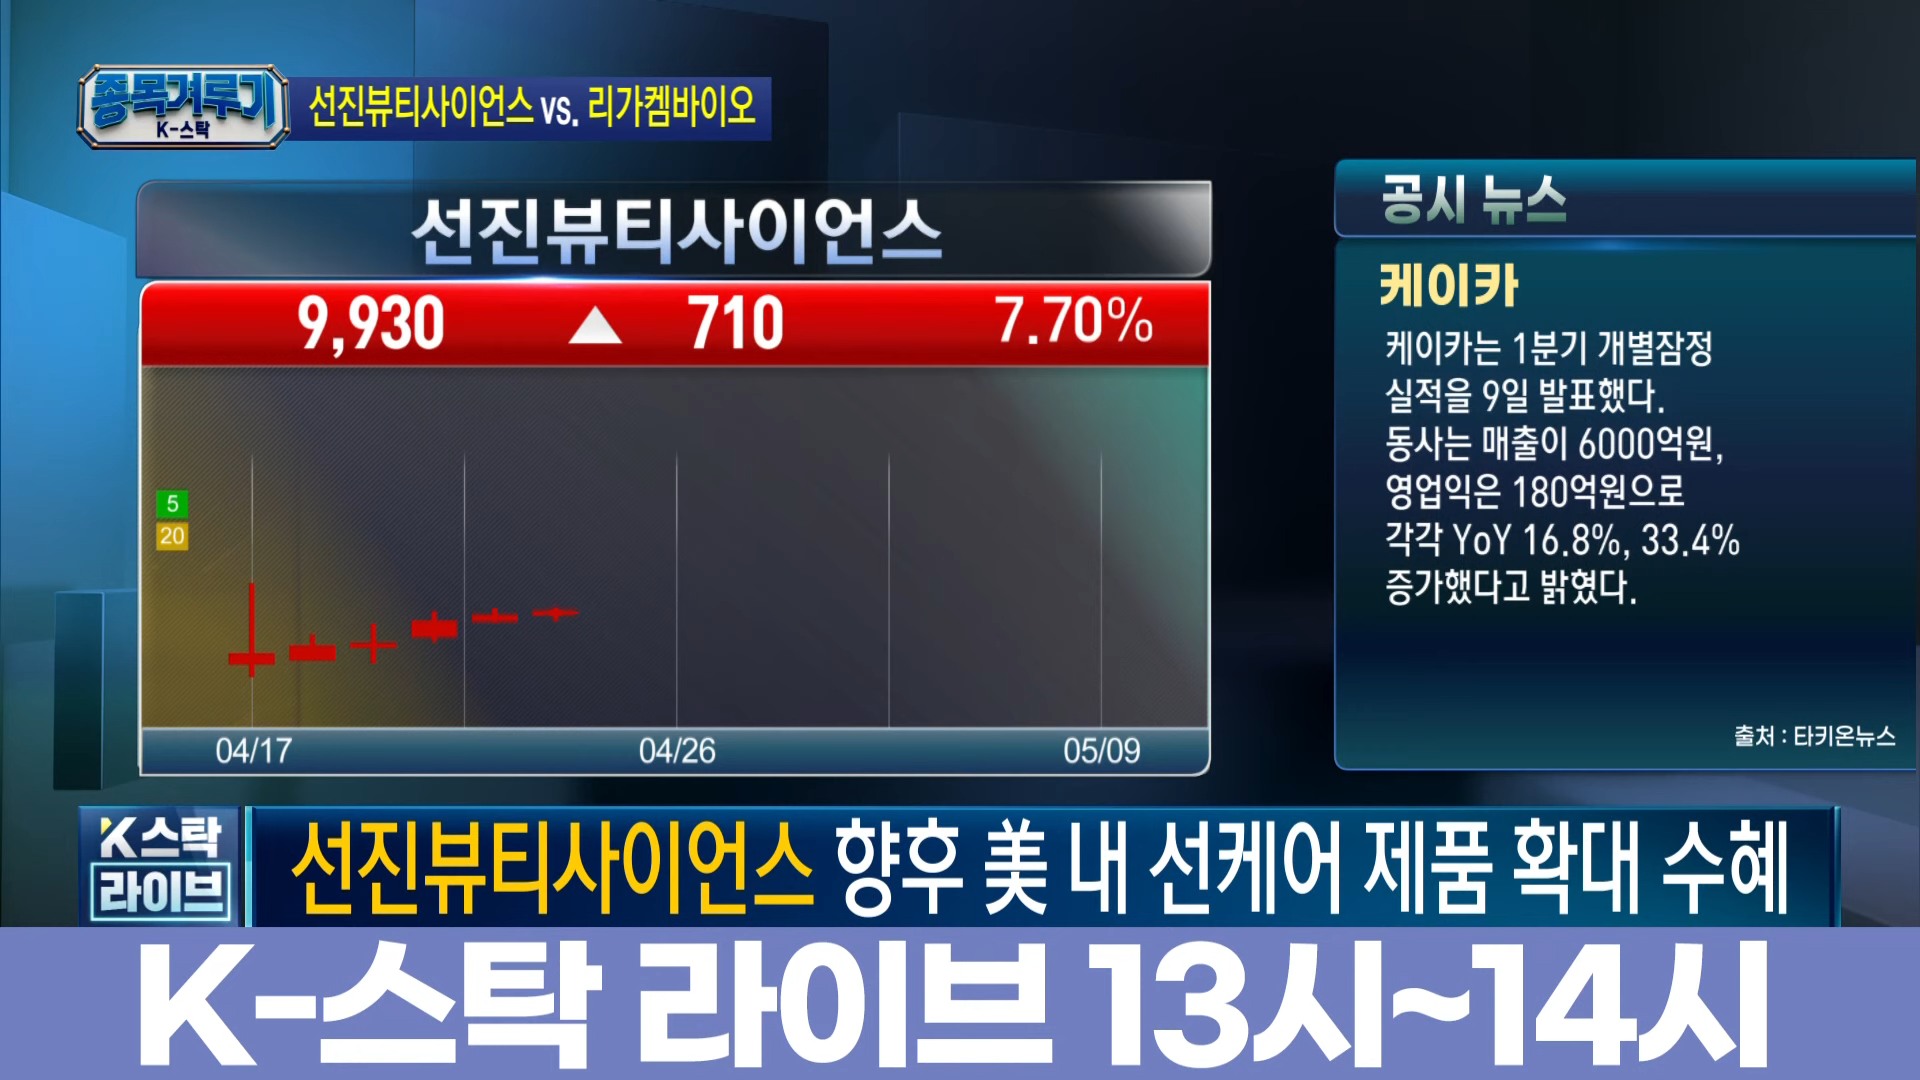 종목겨루기
K-스탁
선진뷰티사이언스 vs. 리가켐바이오
선진뷰티사이언스
9,930 ▲ 710 7.70%
5
20
04/17 04/26 05/09
공시 뉴스
케이카
케이카는 1분기 개별잠정
실적을 9일 발표했다.
동사는 매출이 6000억원,
영업익은 180억원으로
각각 YoY 16.8%, 33.4%
증가했다고 밝혔다.
출처 : 타키온뉴스
K스탁
라이브
선진뷰티사이언스 향후 美 내 선케어 제품 확대 수혜
K-스탁 라이브 13시~14시